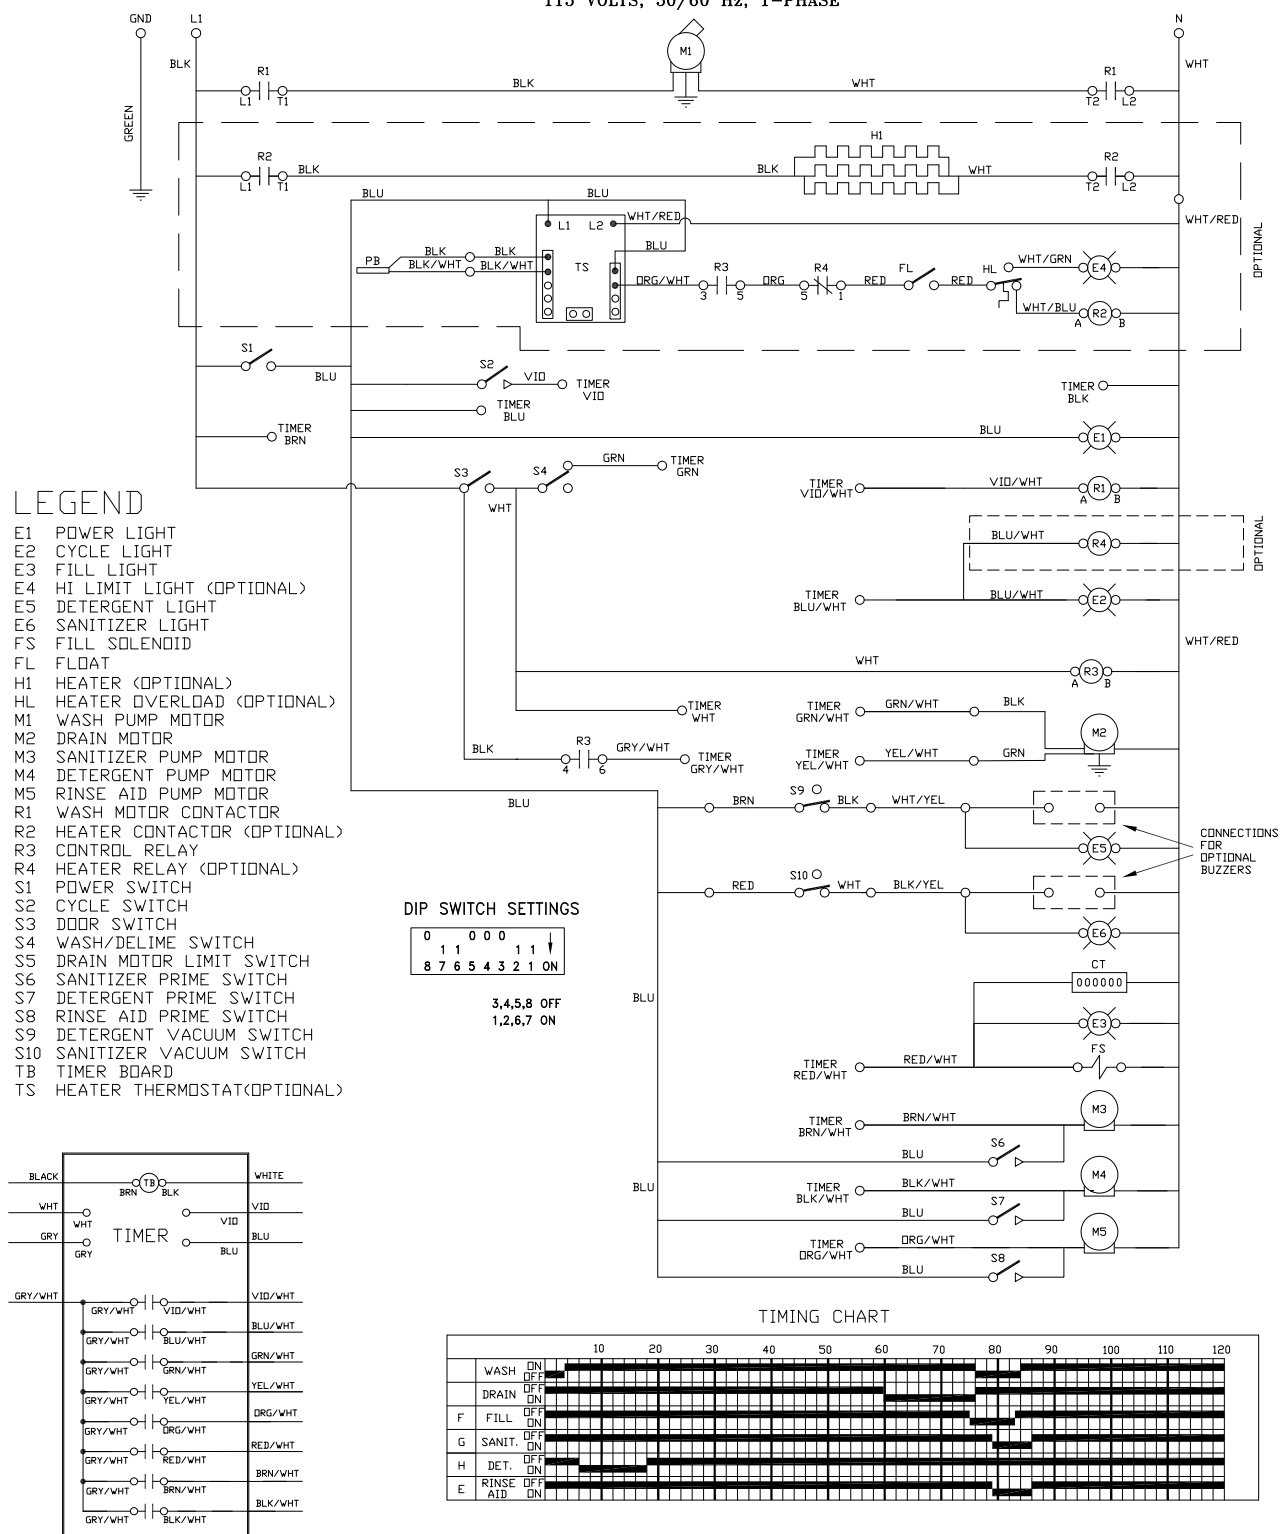 115 VOLTS, 50/60 Hz, 1-PHASE
GND
L1
N
M1
BLK
WHT
R1
BLK
WHT
R1
L1
T1
T2
L2
GREEN
H1
R2
BLK
BLK
WHT
R2
L1
T1
T2
L2
BLU
BLU
WHT/RED
WHT/RED
L1
L2
BLU
OPTIONAL
PB
BLK
BLK
BLK/WHT
BLK/WHT
TS
ORG/WHT
R3
ORG
R4
RED
FL
RED
HL
WHT/GRN
E4
3
5
5
1
WHT/BLU
R2
A
B
S1
BLU
S2
VIO
TIMER
VIO
TIMER
BLK
TIMER
BLU
TIMER
BRN
BLU
E1
S3
S4
GRN
TIMER
GRN
WHT
TIMER
VIO/WHT
VIO/WHT
R1
A
B
BLU/WHT
R4
OPTIONAL
TIMER
BLU/WHT
BLU/WHT
E2
WHT/RED
WHT
R3
A
B
TIMER
WHT
TIMER
GRN/WHT
GRN/WHT
BLK
M2
BLK
R3
GRY/WHT
4
6
TIMER
GRY/WHT
TIMER
YEL/WHT
YEL/WHT
GRN
BLU
BRN
S9
BLK
WHT/YEL
E5
CONNECTIONS
FOR
OPTIONAL
BUZZERS
RED
S10
WHT
BLK/YEL
E6
LEGEND
E1 POWER LIGHT
E2 CYCLE LIGHT
E3 FILL LIGHT
E4 HI LIMIT LIGHT (OPTIONAL)
E5 DETERGENT LIGHT
E6 SANITIZER LIGHT
FS FILL SOLENOID
FL FLOAT
H1 HEATER (OPTIONAL)
HL HEATER OVERLOAD (OPTIONAL)
M1 WASH PUMP MOTOR
M2 DRAIN MOTOR
M3 SANITIZER PUMP MOTOR
M4 DETERGENT PUMP MOTOR
M5 RINSE AID PUMP MOTOR
R1 WASH MOTOR CONTACTOR
R2 HEATER CONTACTOR (OPTIONAL)
R3 CONTROL RELAY
R4 HEATER RELAY (OPTIONAL)
S1 POWER SWITCH
S2 CYCLE SWITCH
S3 DOOR SWITCH
S4 WASH/DELIME SWITCH
S5 DRAIN MOTOR LIMIT SWITCH
S6 SANITIZER PRIME SWITCH
S7 DETERGENT PRIME SWITCH
S8 RINSE AID PRIME SWITCH
S9 DETERGENT VACUUM SWITCH
S10 SANITIZER VACUUM SWITCH
TB TIMER BOARD
TS HEATER THERMOSTAT(OPTIONAL)
DIP SWITCH SETTINGS
0 0 0 0
1 1 1 1
8 7 6 5 4 3 2 1 ON
3,4,5,8 OFF
1,2,6,7 ON
BLU
CT
000000
E3
FS
TIMER
RED/WHT
RED/WHT
TIMER
BRN/WHT
BRN/WHT
M3
BLU
S6
BLU
TIMER
BLK/WHT
BLK/WHT
M4
BLU
S7
TIMER
ORG/WHT
ORG/WHT
M5
BLU
S8
BLACK
TB
WHITE
BRN
BLK
WHT
WHT
VIO
VIO
TIMER
GRY
GRY
BLU
BLU
GRY/WHT
GRY/WHT
VIO/WHT
VIO/WHT
GRY/WHT
BLU/WHT
BLU/WHT
GRY/WHT
GRN/WHT
GRN/WHT
GRY/WHT
YEL/WHT
YEL/WHT
GRY/WHT
ORG/WHT
ORG/WHT
GRY/WHT
RED/WHT
RED/WHT
GRY/WHT
BRN/WHT
BRN/WHT
GRY/WHT
BLK/WHT
BLK/WHT
TIMING CHART
10 20 30 40 50 60 70 80 90 100 110 120
WASH ON
OFF
DRAIN OFF
ON
F FILL OFF
ON
G SANIT. OFF
ON
H DET. OFF
ON
E RINSE AID OFF
ON